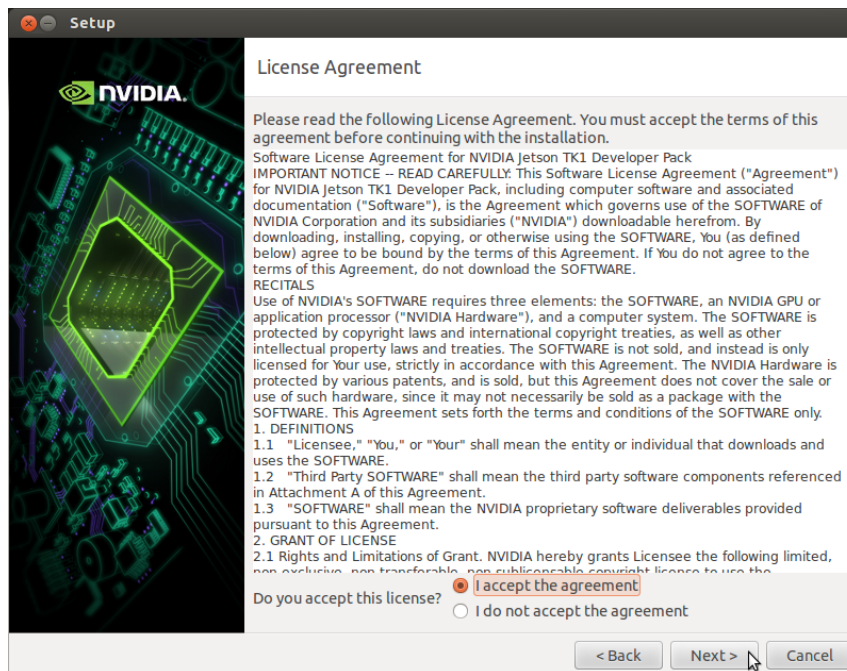 Setup
NVIDIA.
License Agreement
Please read the following License Agreement. You must accept the terms of this
agreement before continuing with the installation.
Software License Agreement for NVIDIA Jetson TK1 Developer Pack
IMPORTANT NOTICE -- READ CAREFULLY: This Software License Agreement ("Agreement")
for NVIDIA Jetson TK1 Developer Pack, including computer software and associated
documentation ("Software"), is the Agreement which governs use of the SOFTWARE of
NVIDIA Corporation and its subsidiaries ("NVIDIA") downloadable herefrom. By
downloading, installing, copying, or otherwise using the SOFTWARE, You (as defined
below) agree to be bound by the terms of this Agreement. If You do not agree to the
terms of this Agreement, do not download the SOFTWARE.
RECITALS
Use of NVIDIA's SOFTWARE requires three elements: the SOFTWARE, an NVIDIA GPU or
application processor ("NVIDIA Hardware"), and a computer system. The SOFTWARE is
protected by copyright laws and international copyright treaties, as well as other
intellectual property laws and treaties. The SOFTWARE is not sold, and instead is only
licensed for Your use, strictly in accordance with this Agreement. The NVIDIA Hardware is
protected by various patents, and is sold, but this Agreement does not cover the sale or
use of such hardware, since it may not necessarily be sold as a package with the
SOFTWARE. This Agreement sets forth the terms and conditions of the SOFTWARE only.
1. DEFINITIONS
1.1 "Licensee," "You," or "Your" shall mean the entity or individual that downloads and
uses the SOFTWARE.
1.2 "Third Party SOFTWARE" shall mean the third party software components referenced
in Attachment A of this Agreement.
1.3 "SOFTWARE" shall mean the NVIDIA proprietary software deliverables provided
pursuant to this Agreement.
2. GRANT OF LICENSE
2.1 Rights and Limitations of Grant. NVIDIA hereby grants Licensee the following limited,
non-exclusive, non-transferable, non-sublicensable copyright license to use the
Do you accept this license?
I accept the agreement
I do not accept the agreement
< Back
Next >
Cancel